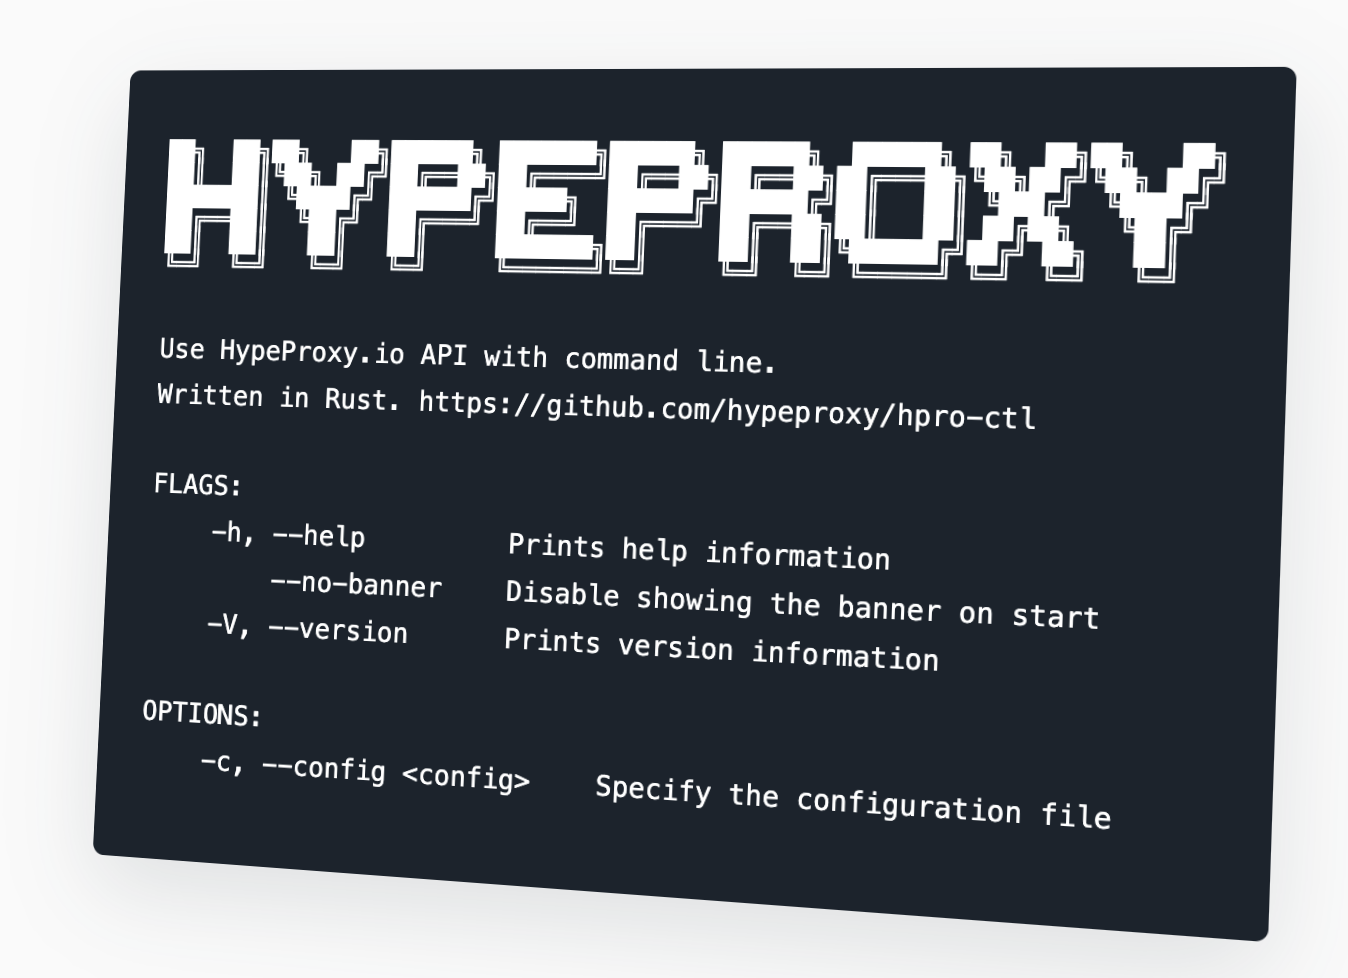 HYPEPROXY
Use HypeProxy.io API with command line.
Written in Rust. https://github.com/hypeproxy/hpro-ctl
FLAGS:
-h, --help Prints help information
--no-banner Disable showing the banner on start
-V, --version Prints version information
OPTIONS:
-c, --config <config> Specify the configuration file